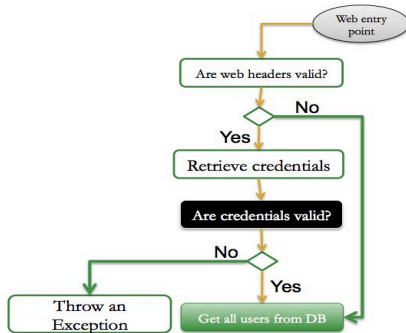 Web entry
point
Are web headers valid?
No
Yes
Retrieve credentials
Are credentials valid?
No
Yes
Throw an
Exception
Get all users from DB